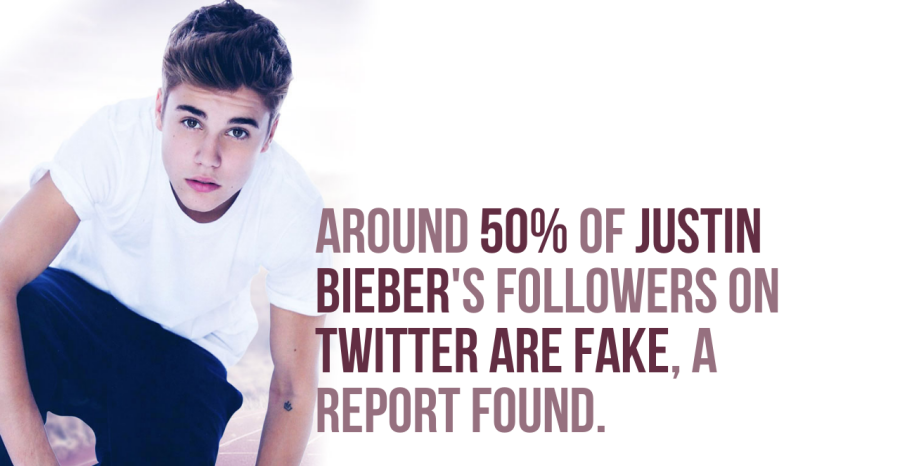 AROUND 50% OF JUSTIN
BIEBER'S FOLLOWERS ON
TWITTER ARE FAKE, A
REPORT FOUND.